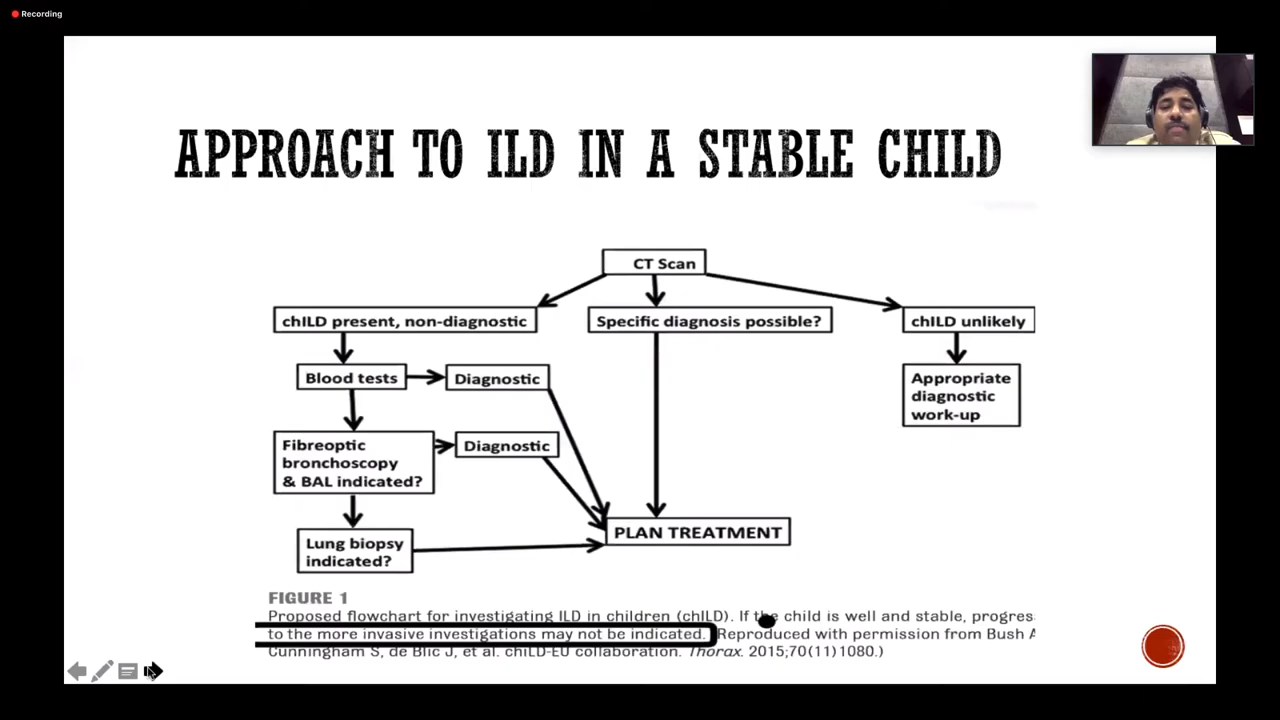 Recording
APPROACH TO ILD IN A STABLE CHILD
CT Scan
chILD present, non-diagnostic
Specific diagnosis possible?
chILD unlikely
Blood tests
Diagnostic
Appropriate
diagnostic
work-up
Fibreoptic
bronchoscopy
& BAL indicated?
Diagnostic
Lung biopsy
indicated?
PLAN TREATMENT
FIGURE 1
Proposed flowchart for investigating ILD in children (chILD). If the child is well and stable, progres
to the more invasive investigations may not be indicated. (Reproduced with permission from Bush A
Cunningham S, de Blic J, et al. chiLD-EU collaboration. Thorax. 2015;70(11)1080.)